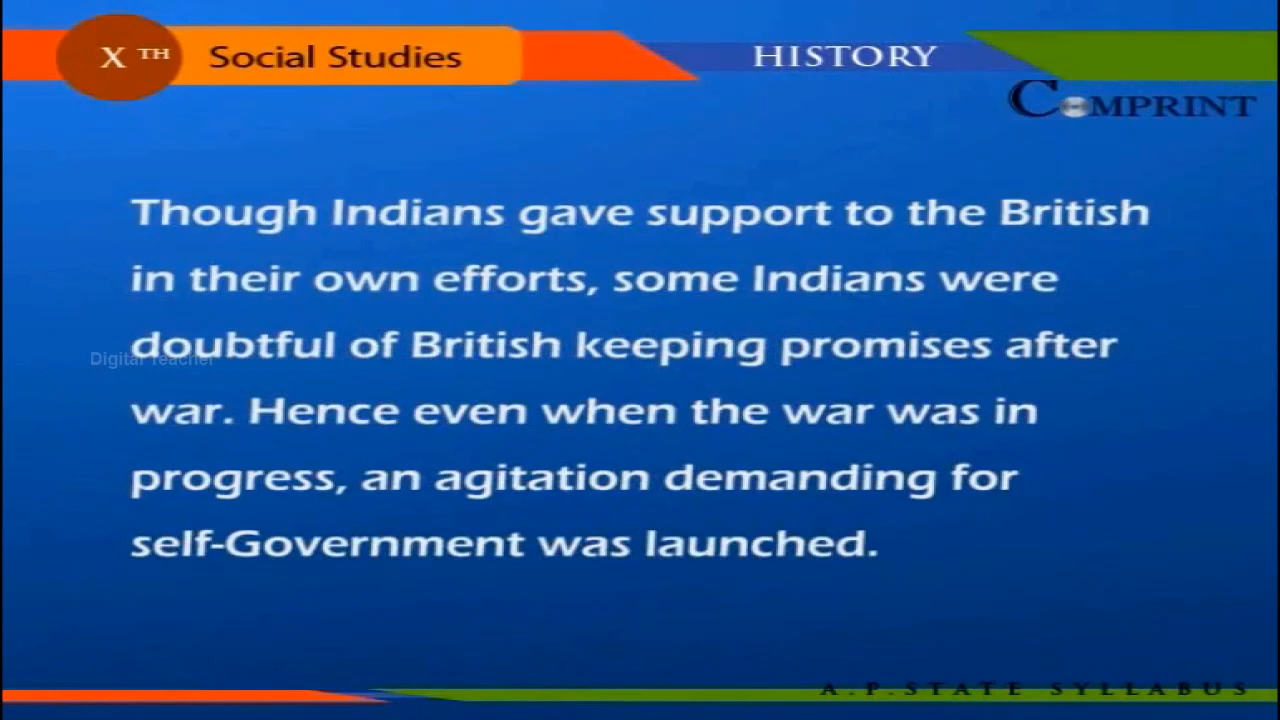 X TH Social Studies HISTORY
COMPRINT
Though Indians gave support to the British
in their own efforts, some Indians were
doubtful of British keeping promises after
Digital Teacher
war. Hence even when the war was in
progress, an agitation demanding for
self-Government was launched.
A.P.STATE SYLLABUS